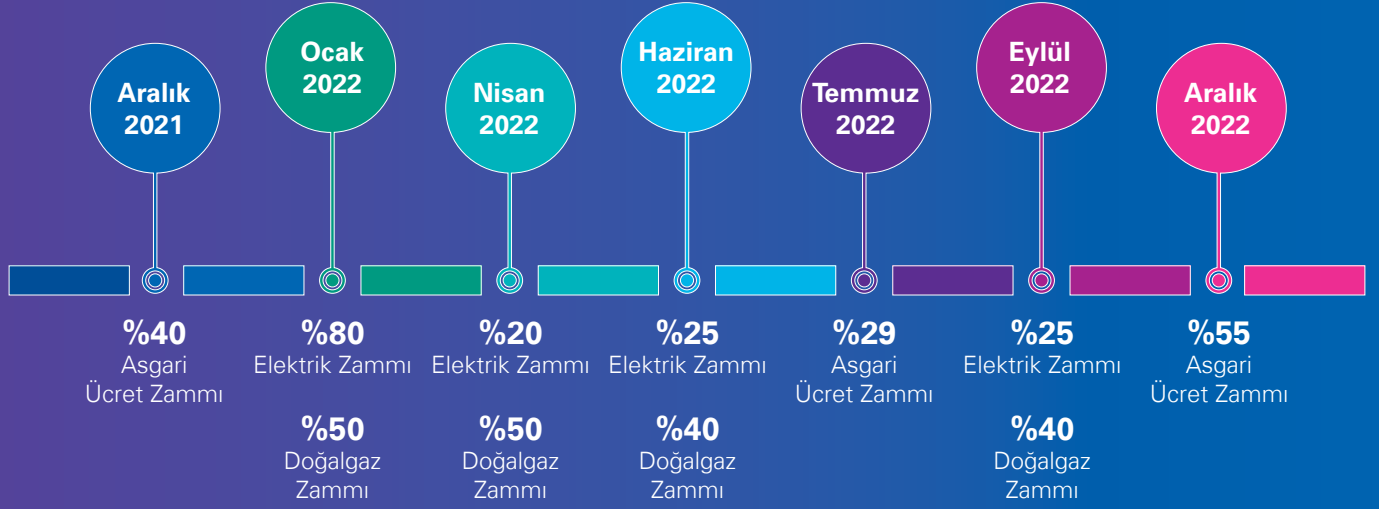 Aralık
2021
Ocak
2022
Nisan
2022
Haziran
2022
Temmuz
2022
Eylül
2022
Aralık
2022
%40
Asgari
Ücret Zammı
%80
Elektrik Zammı
%50
Doğalgaz
Zammı
%20
Elektrik Zammı
%50
Doğalgaz
Zammı
%25
Elektrik Zammı
%40
Doğalgaz
Zammı
%29
Asgari
Ücret Zammı
%25
Elektrik Zammı
%40
Doğalgaz
Zammı
%55
Asgari
Ücret Zammı